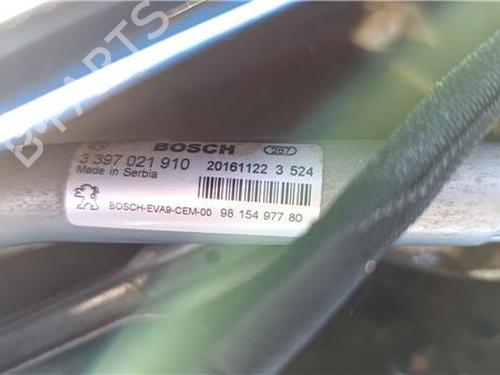 B-PARTS
BOSCH 287
3 397 021 910 20161122 3 524
Made in Serbia
BOSCH-EVA9-CEM-00 98 154 977 80